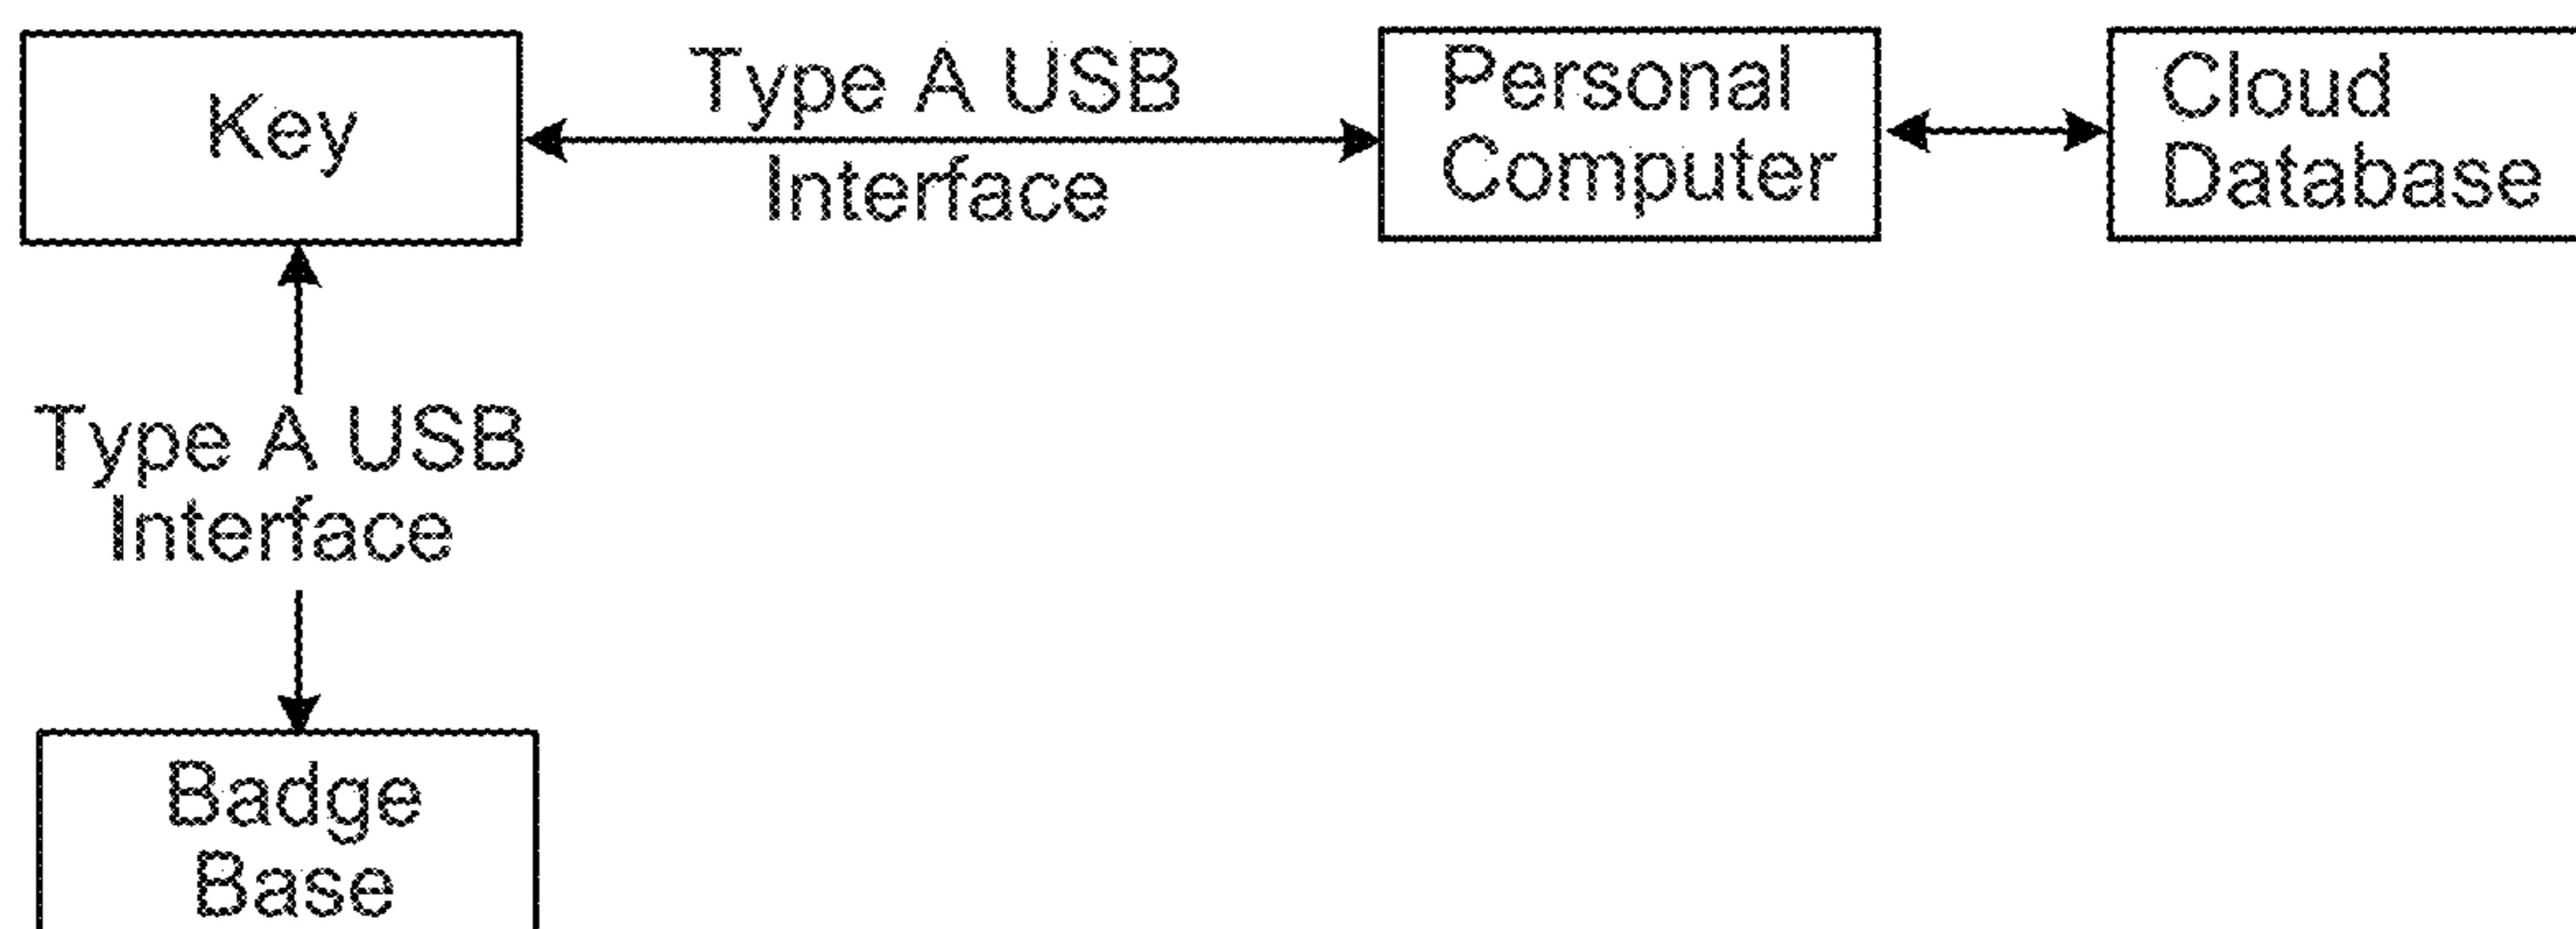 Key
Type A USB
Interface
Personal
Computer
Cloud
Database
Type A USB
Interface
Badge
Base